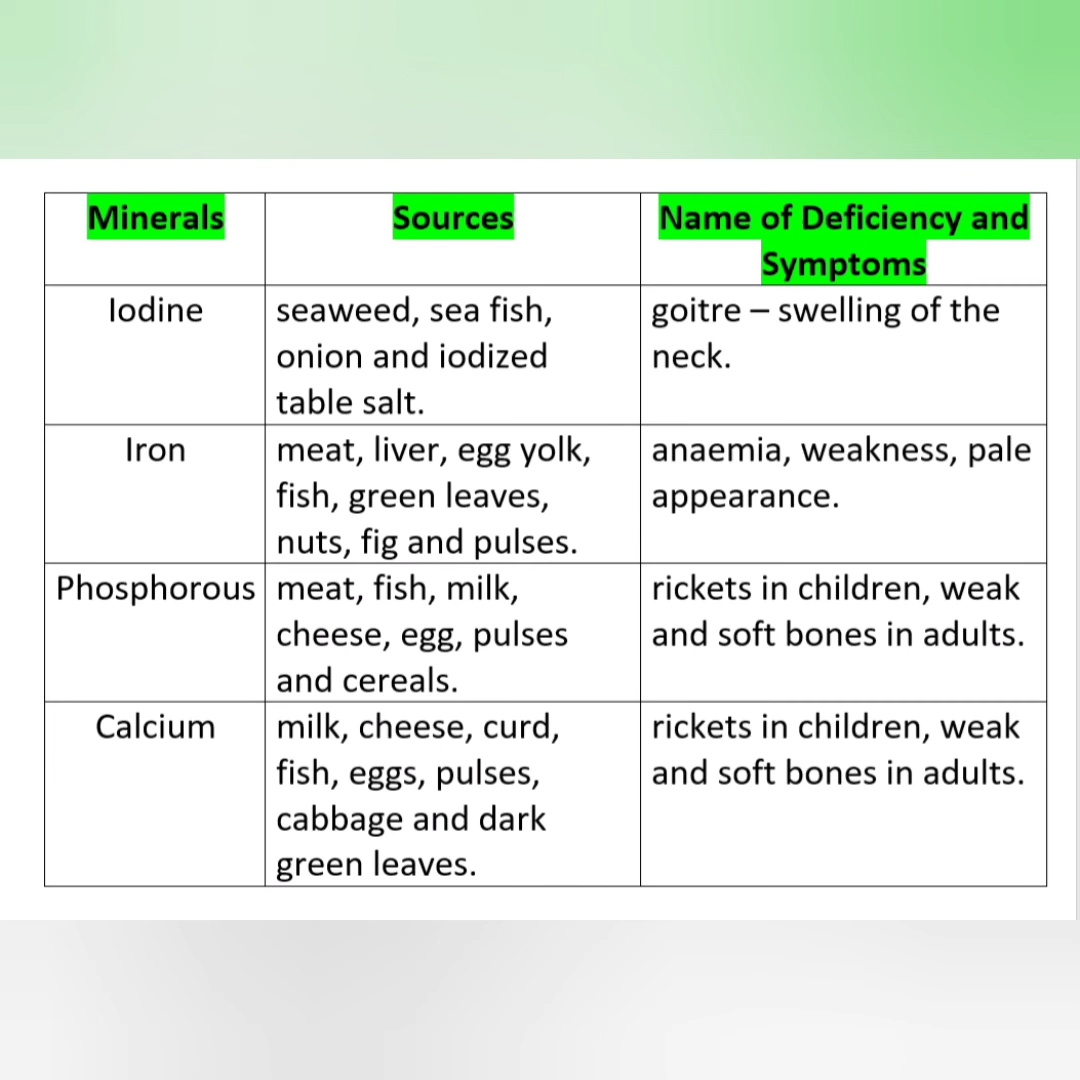 Minerals
Sources
Name of Deficiency and
Symptoms
Iodine
seaweed, sea fish,
onion and iodized
table salt.
goitre – swelling of the
neck.
Iron
meat, liver, egg yolk,
fish, green leaves,
nuts, fig and pulses.
anaemia, weakness, pale
appearance.
Phosphorous
meat, fish, milk,
cheese, egg, pulses
and cereals.
rickets in children, weak
and soft bones in adults.
Calcium
milk, cheese, curd,
fish, eggs, pulses,
cabbage and dark
green leaves.
rickets in children, weak
and soft bones in adults.